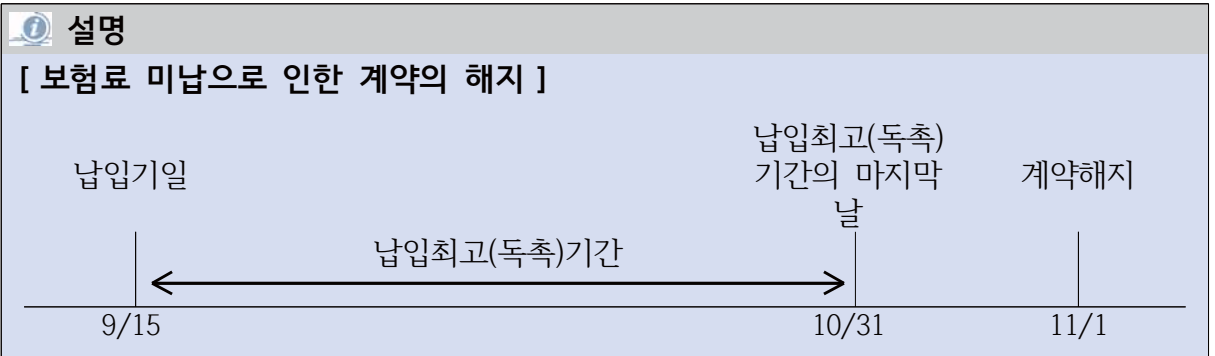 설명
[ 보험료 미납으로 인한 계약의 해지 ]
납입기일
납입최고(독촉)
기간의 마지막
날
계약해지
납입최고(독촉)기간
9/15
10/31
11/1